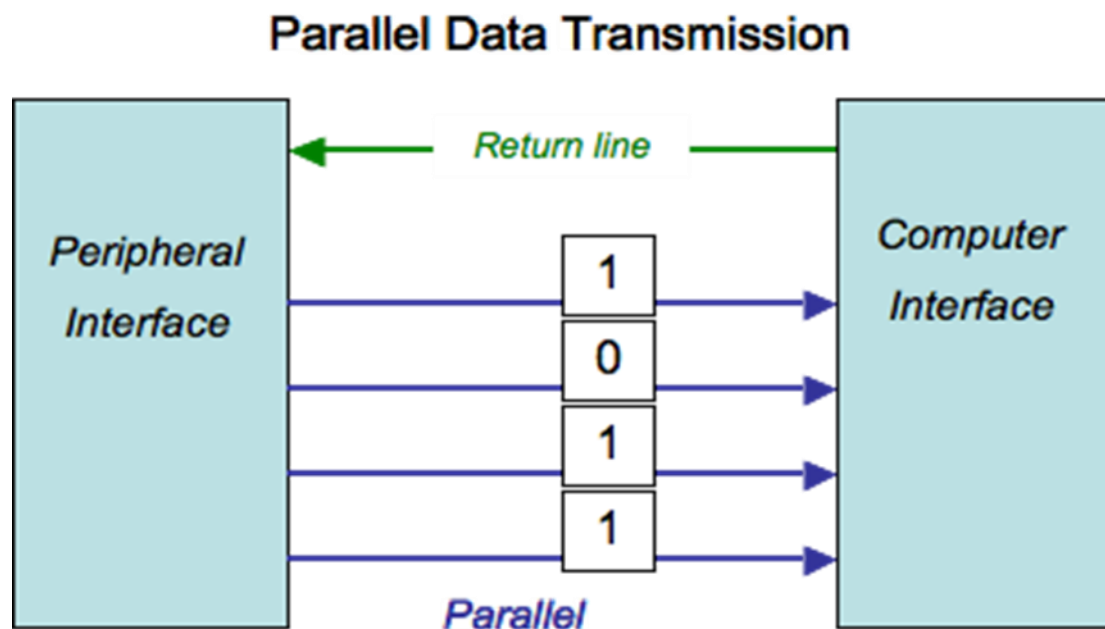 Parallel Data Transmission
Return line
Peripheral
Interface
Computer
Interface
1
0
1
1
Parallel